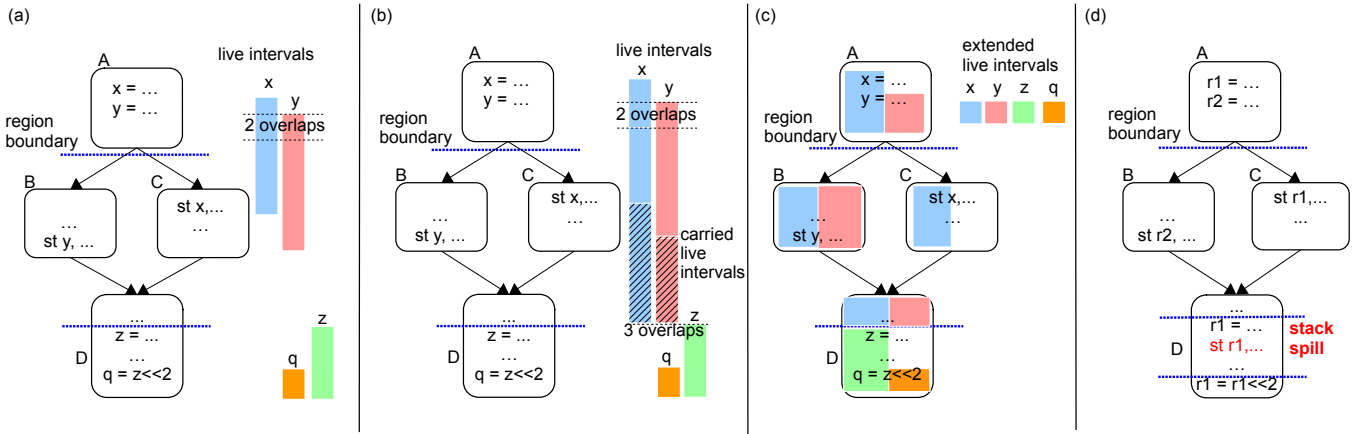 (a)
live intervals
A
x
x = …
y = …
y
2 overlaps
region
boundary
B
C
st x,...
…
…
st y, ...
...
z = ...
…
D
q = z<<2
q
z
(b)
live intervals
A
x
x = …
y = …
y
2 overlaps
region
boundary
B
C
st x,...
…
…
st y, ...
carried
live
intervals
...
z = ...
…
D
q = z<<2
z
3 overlaps
q
(c)
extended
live intervals
A
x = …
y = …
x y z q
region
boundary
B
C
st x,...
…
…
st y, ...
...
z = ...
…
D
q = z<<2
(d)
A
r1 = …
r2 = …
region
boundary
B
C
st r1,...
…
…
st r2, ...
...
r1 = ...
st r1,...
…
D
r1 = r1<<2
stack
spill